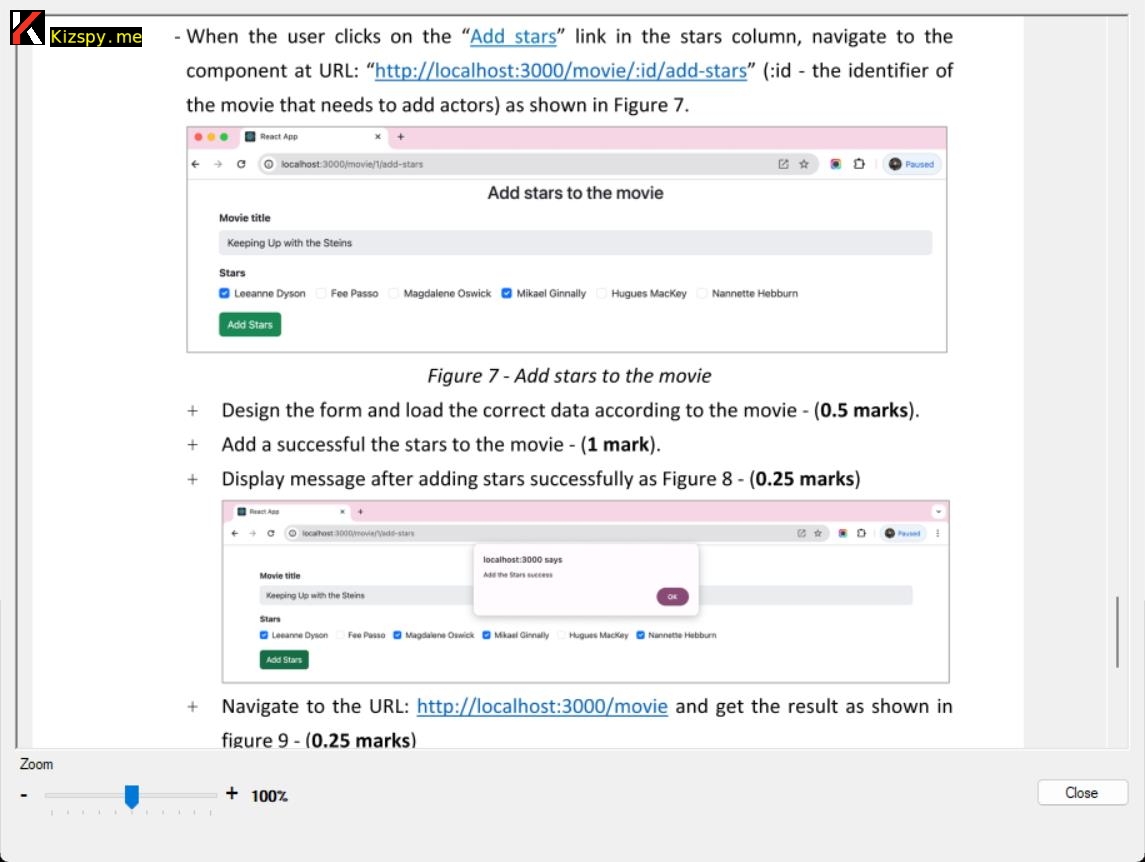 Kizspy.me
- When the user clicks on the “Add stars” link in the stars column, navigate to the
component at URL: “http://localhost:3000/movie/:id/add-stars” (:id - the identifier of
the movie that needs to add actors) as shown in Figure 7.
React App
localhost:3000/movie/1/add-stars
Paused
Add stars to the movie
Movie title
Keeping Up with the Steins
Stars
Leeanne Dyson Fee Passo Magdalene Oswick Mikael Ginnally Hugues MacKey Nannette Hebburn
Add Stars
Figure 7 - Add stars to the movie
+ Design the form and load the correct data according to the movie - (0.5 marks).
+ Add a successful the stars to the movie - (1 mark).
+ Display message after adding stars successfully as Figure 8 - (0.25 marks)
React App
localhost:3000/movie/1/add-stars
Paused
localhost:3000 says
Add the Stars success
OK
Movie title
Keeping Up with the Steins
Stars
Leeanne Dyson Fee Passo Magdalene Oswick Mikael Ginnally Hugues MacKey Nannette Hebburn
Add Stars
+ Navigate to the URL: http://localhost:3000/movie and get the result as shown in
figure 9 - (0.25 marks)
Zoom
- + 100%
Close